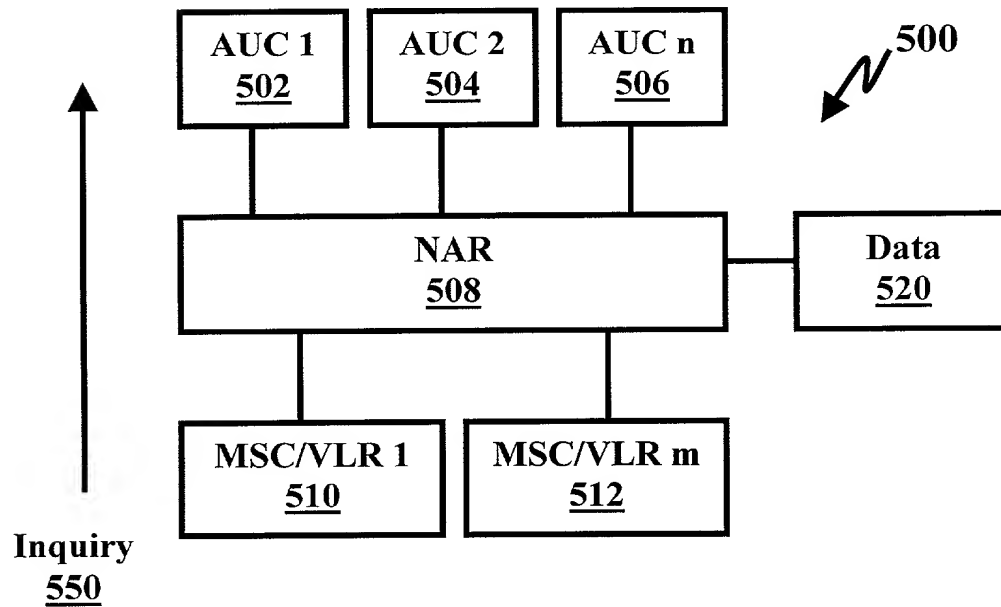 AUC 1
502
AUC 2
504
AUC n
506
500
NAR
508
Data
520
MSC/VLR 1
510
MSC/VLR m
512
Inquiry
550